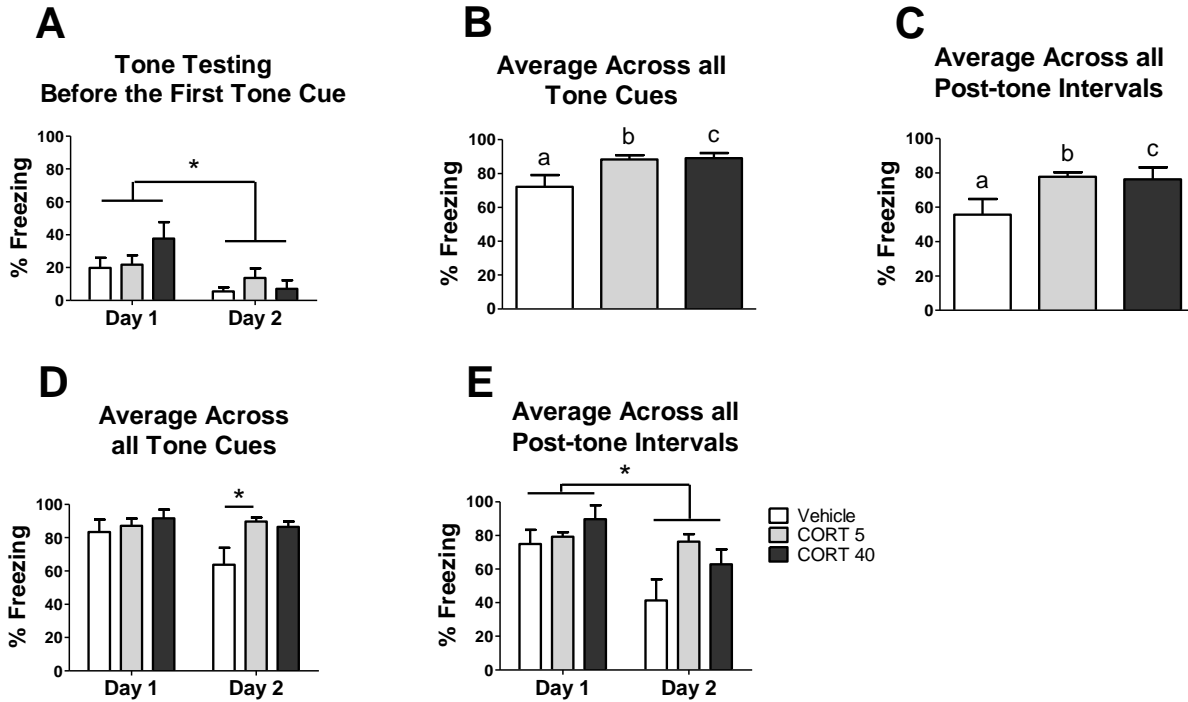 A
Tone Testing
Before the First Tone Cue
% Freezing
100
80
60
40
20
0
*
Day 1
Day 2
B
Average Across all
Tone Cues
% Freezing
100
80
60
40
20
0
a
b
c
C
Average Across all
Post-tone Intervals
% Freezing
100
80
60
40
20
0
a
b
c
D
Average Across
all Tone Cues
% Freezing
100
80
60
40
20
0
*
Day 1
Day 2
E
Average Across all
Post-tone Intervals
% Freezing
100
80
60
40
20
0
*
Day 1
Day 2
Vehicle
CORT 5
CORT 40